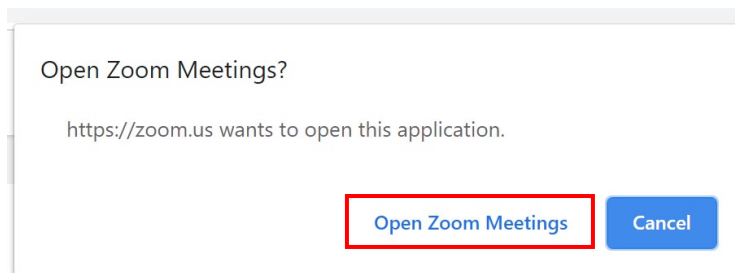 Open Zoom Meetings?
https://zoom.us wants to open this application.
Open Zoom Meetings Cancel